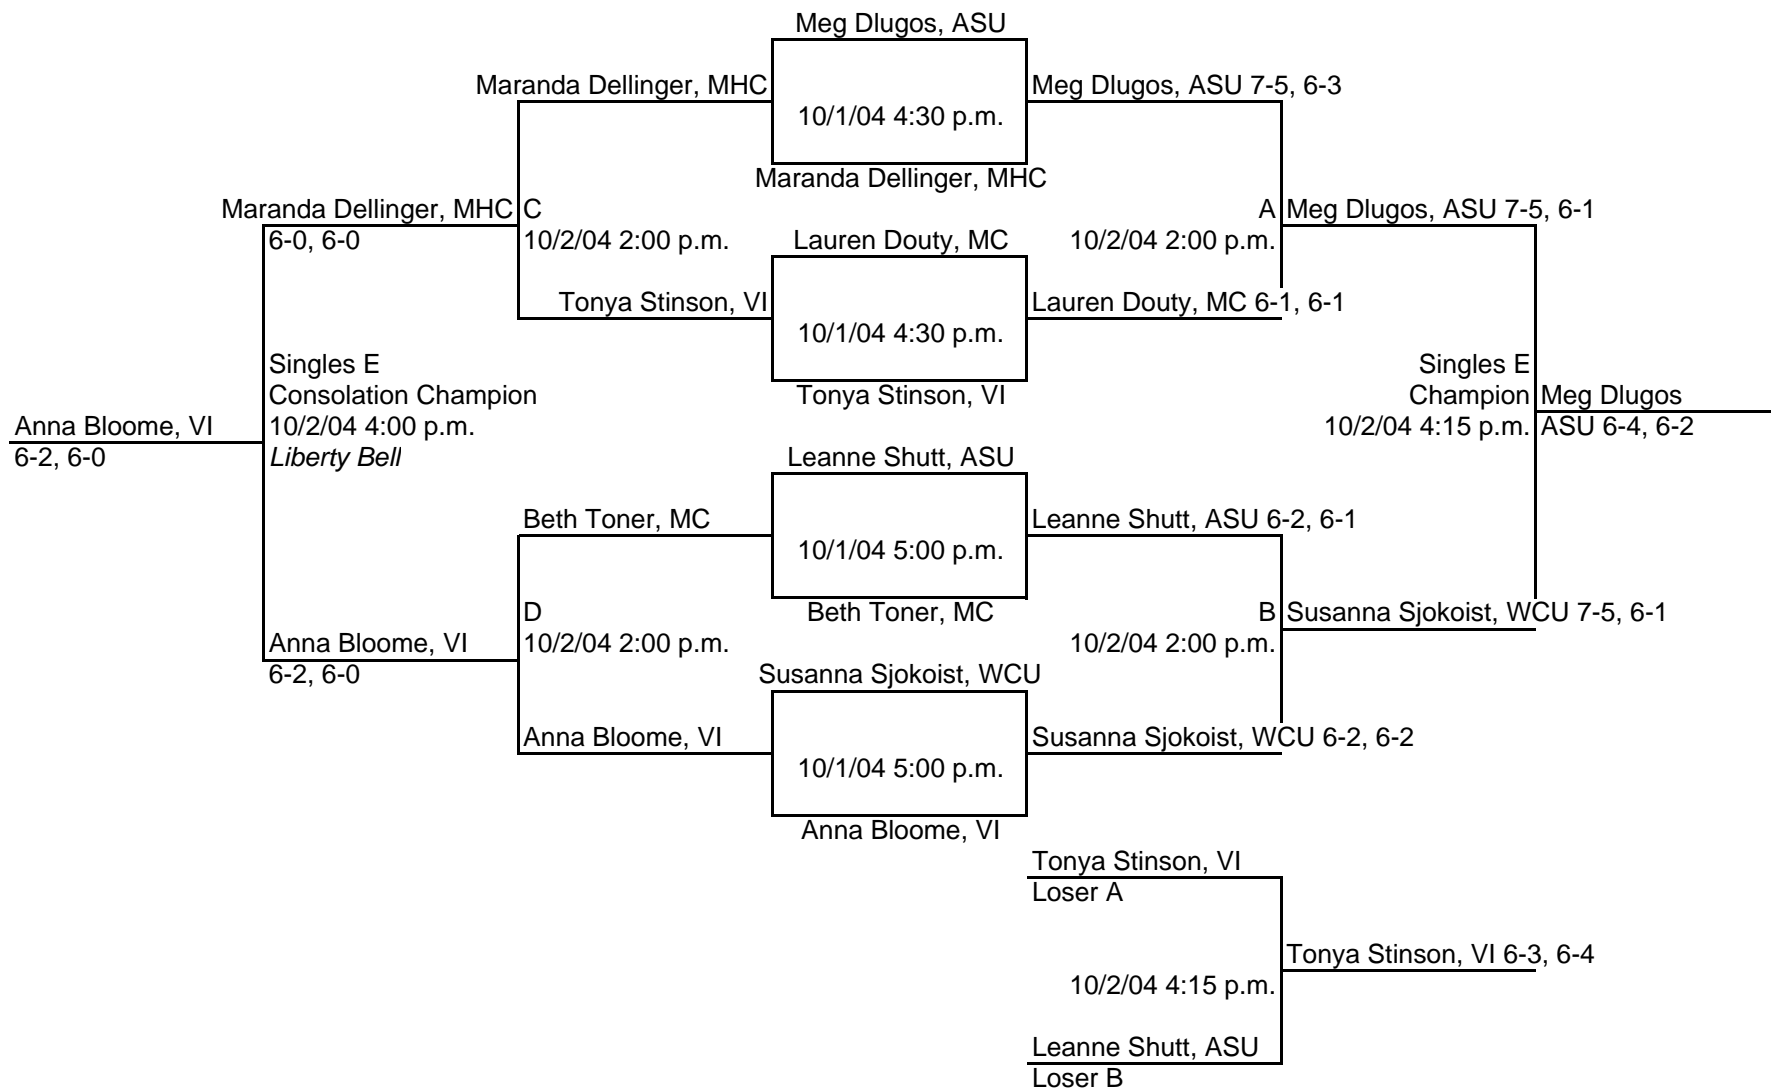 Meg Dlugos, ASU
Maranda Dellinger, MHC
Meg Dlugos, ASU 7-5, 6-3
10/1/04 4:30 p.m.
Maranda Dellinger, MHC
Maranda Dellinger, MHC
C
A
Meg Dlugos, ASU 7-5, 6-1
6-0, 6-0
10/2/04 2:00 p.m.
Lauren Douty, MC
10/2/04 2:00 p.m.
Tonya Stinson, VI
Lauren Douty, MC 6-1, 6-1
10/1/04 4:30 p.m.
Singles E
Singles E
Consolation Champion
Tonya Stinson, VI
Champion
Meg Dlugos
Anna Bloome, VI
10/2/04 4:00 p.m.
10/2/04 4:15 p.m.
ASU 6-4, 6-2
6-2, 6-0
Liberty Bell
Leanne Shutt, ASU
Beth Toner, MC
Leanne Shutt, ASU 6-2, 6-1
10/1/04 5:00 p.m.
D
Beth Toner, MC
B
Susanna Sjokoist, WCU 7-5, 6-1
Anna Bloome, VI
10/2/04 2:00 p.m.
10/2/04 2:00 p.m.
6-2, 6-0
Susanna Sjokoist, WCU
Anna Bloome, VI
Susanna Sjokoist, WCU 6-2, 6-2
10/1/04 5:00 p.m.
Anna Bloome, VI
Tonya Stinson, VI
Loser A
Tonya Stinson, VI 6-3, 6-4
10/2/04 4:15 p.m.
Leanne Shutt, ASU
Loser B